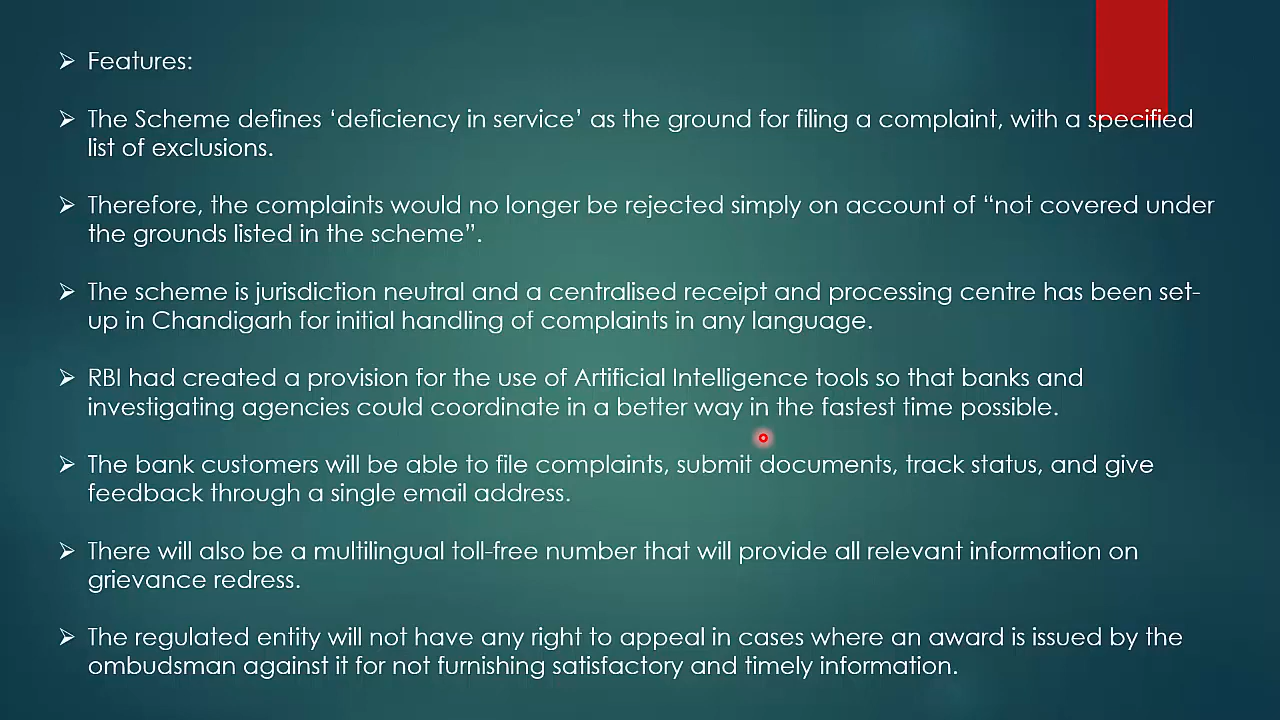 Features:
The Scheme defines ‘deficiency in service’ as the ground for filing a complaint, with a specified
list of exclusions.
Therefore, the complaints would no longer be rejected simply on account of “not covered under
the grounds listed in the scheme”.
The scheme is jurisdiction neutral and a centralised receipt and processing centre has been set-
up in Chandigarh for initial handling of complaints in any language.
RBI had created a provision for the use of Artificial Intelligence tools so that banks and
investigating agencies could coordinate in a better way in the fastest time possible.
The bank customers will be able to file complaints, submit documents, track status, and give
feedback through a single email address.
There will also be a multilingual toll-free number that will provide all relevant information on
grievance redress.
The regulated entity will not have any right to appeal in cases where an award is issued by the
ombudsman against it for not furnishing satisfactory and timely information.